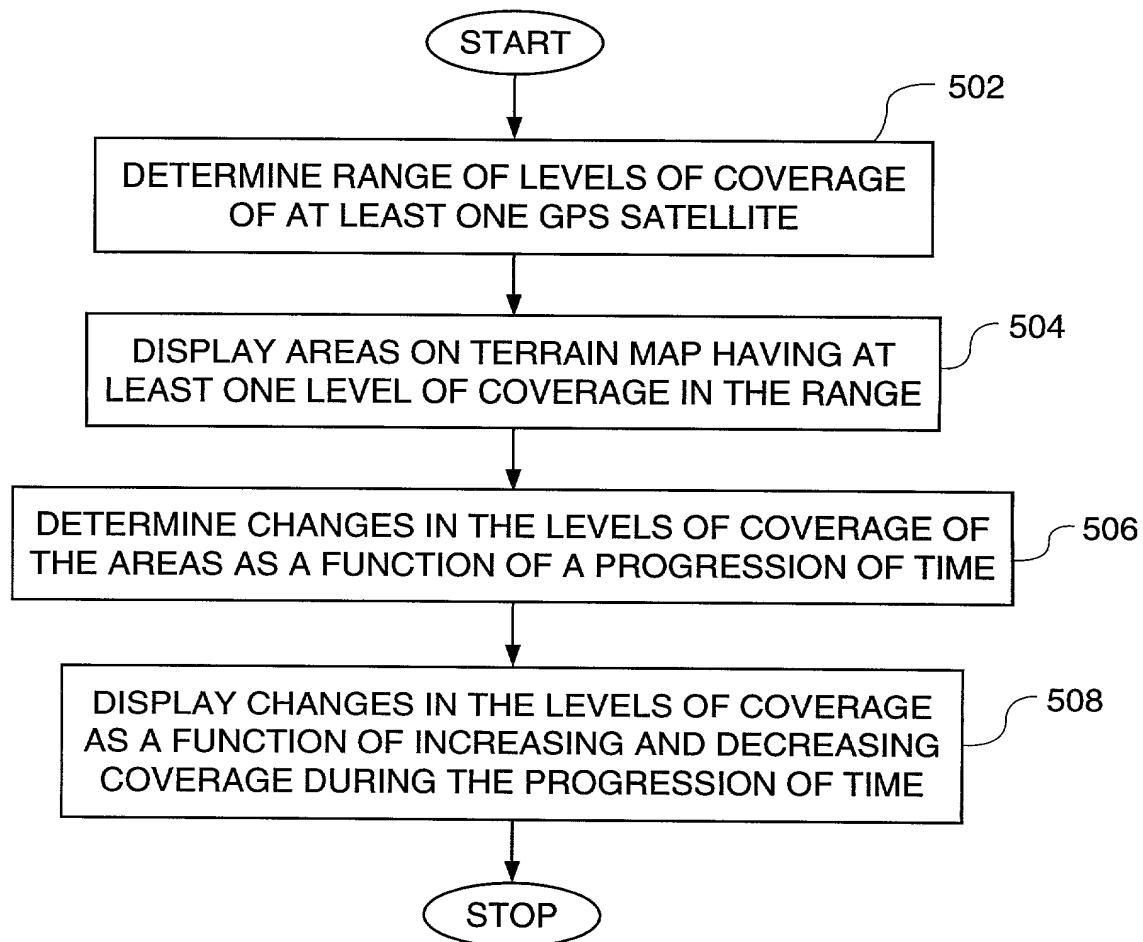 START
502
DETERMINE RANGE OF LEVELS OF COVERAGE
OF AT LEAST ONE GPS SATELLITE
504
DISPLAY AREAS ON TERRAIN MAP HAVING AT
LEAST ONE LEVEL OF COVERAGE IN THE RANGE
DETERMINE CHANGES IN THE LEVELS OF COVERAGE OF
THE AREAS AS A FUNCTION OF A PROGRESSION OF TIME
506
DISPLAY CHANGES IN THE LEVELS OF COVERAGE
AS A FUNCTION OF INCREASING AND DECREASING
COVERAGE DURING THE PROGRESSION OF TIME
508
STOP